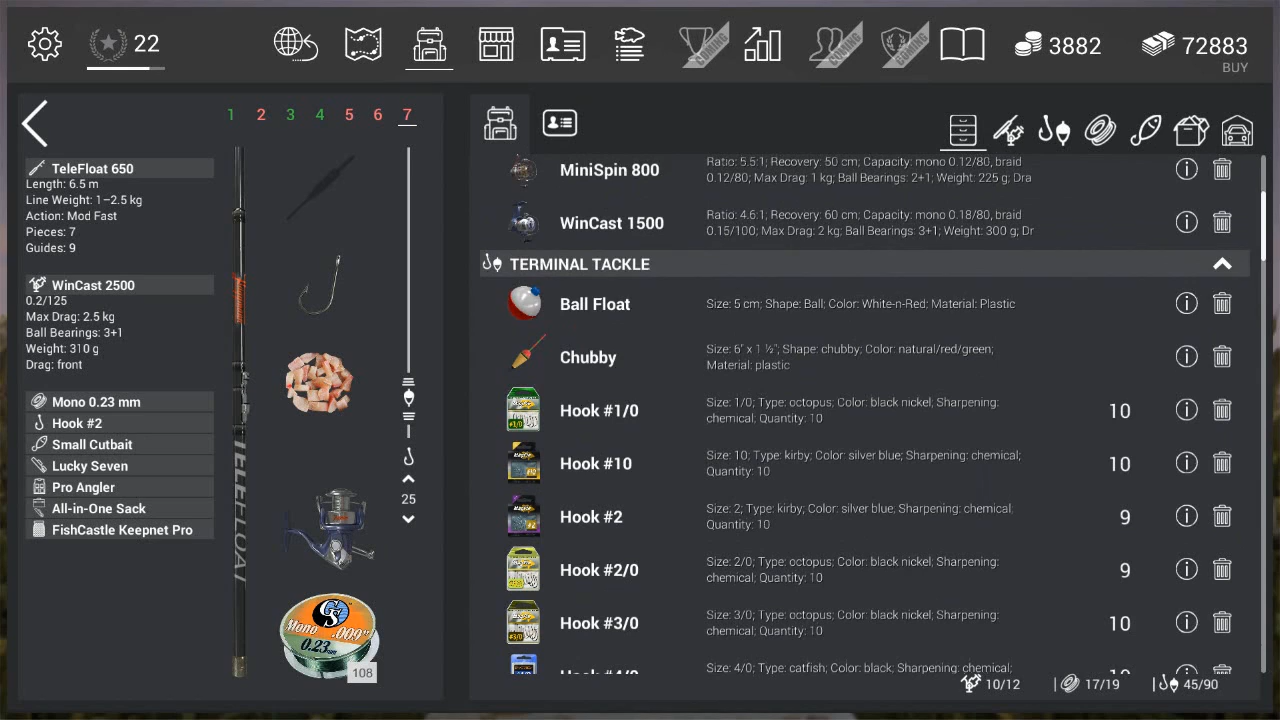 22
COMING
COMING
COMING
3882
72883
BUY
1 2 3 4 5 6 7
TeleFloat 650
Length: 6.5 m
Line Weight: 1–2.5 kg
Action: Mod Fast
Pieces: 7
Guides: 9
WinCast 2500
0.2/125
Max Drag: 2.5 kg
Ball Bearings: 3+1
Weight: 310 g
Drag: front
Mono 0.23 mm
Hook #2
Small Cutbait
Lucky Seven
Pro Angler
All-in-One Sack
FishCastle Keepnet Pro
TELEFLOAT
25
Mono .009"
0.23mm
108
MiniSpin 800
Ratio: 5.5:1; Recovery: 50 cm; Capacity: mono 0.12/80, braid
0.12/80; Max Drag: 1 kg; Ball Bearings: 2+1; Weight: 225 g; Dra
WinCast 1500
Ratio: 4.6:1; Recovery: 60 cm; Capacity: mono 0.18/80, braid
0.15/100; Max Drag: 2 kg; Ball Bearings: 3+1; Weight: 300 g; Dr
TERMINAL TACKLE
Ball Float
Size: 5 cm; Shape: Ball; Color: White-n-Red; Material: Plastic
Chubby
Size: 6" x 1 ½"; Shape: chubby; Color: natural/red/green;
Material: plastic
Hook #1/0
Size: 1/0; Type: octopus; Color: black nickel; Sharpening:
chemical; Quantity: 10
10
Hook #10
Size: 10; Type: kirby; Color: silver blue; Sharpening: chemical;
Quantity: 10
10
Hook #2
Size: 2; Type: kirby; Color: silver blue; Sharpening: chemical;
Quantity: 10
9
Hook #2/0
Size: 2/0; Type: octopus; Color: black nickel; Sharpening:
chemical; Quantity: 10
9
Hook #3/0
Size: 3/0; Type: octopus; Color: black nickel; Sharpening:
chemical; Quantity: 10
10
Hook #4/0
Size: 4/0; Type: catfish; Color: black; Sharpening: chemical;
10
10/12 | 17/19 | 45/90